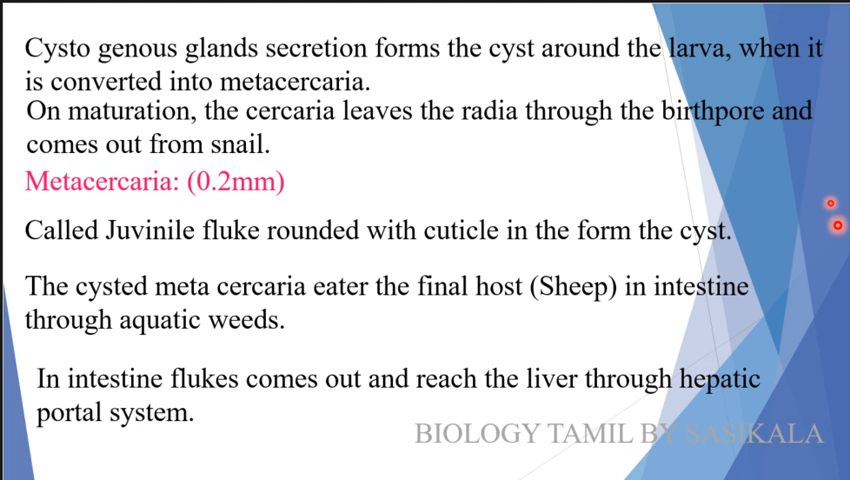 Cysto genous glands secretion forms the cyst around the larva, when it
is converted into metacercaria.
On maturation, the cercaria leaves the radia through the birthpore and
comes out from snail.
Metacercaria: (0.2mm)
Called Juvinile fluke rounded with cuticle in the form the cyst.
The cysted meta cercaria eater the final host (Sheep) in intestine
through aquatic weeds.
In intestine flukes comes out and reach the liver through hepatic
portal system.
BIOLOGY TAMIL BY SASIKALA